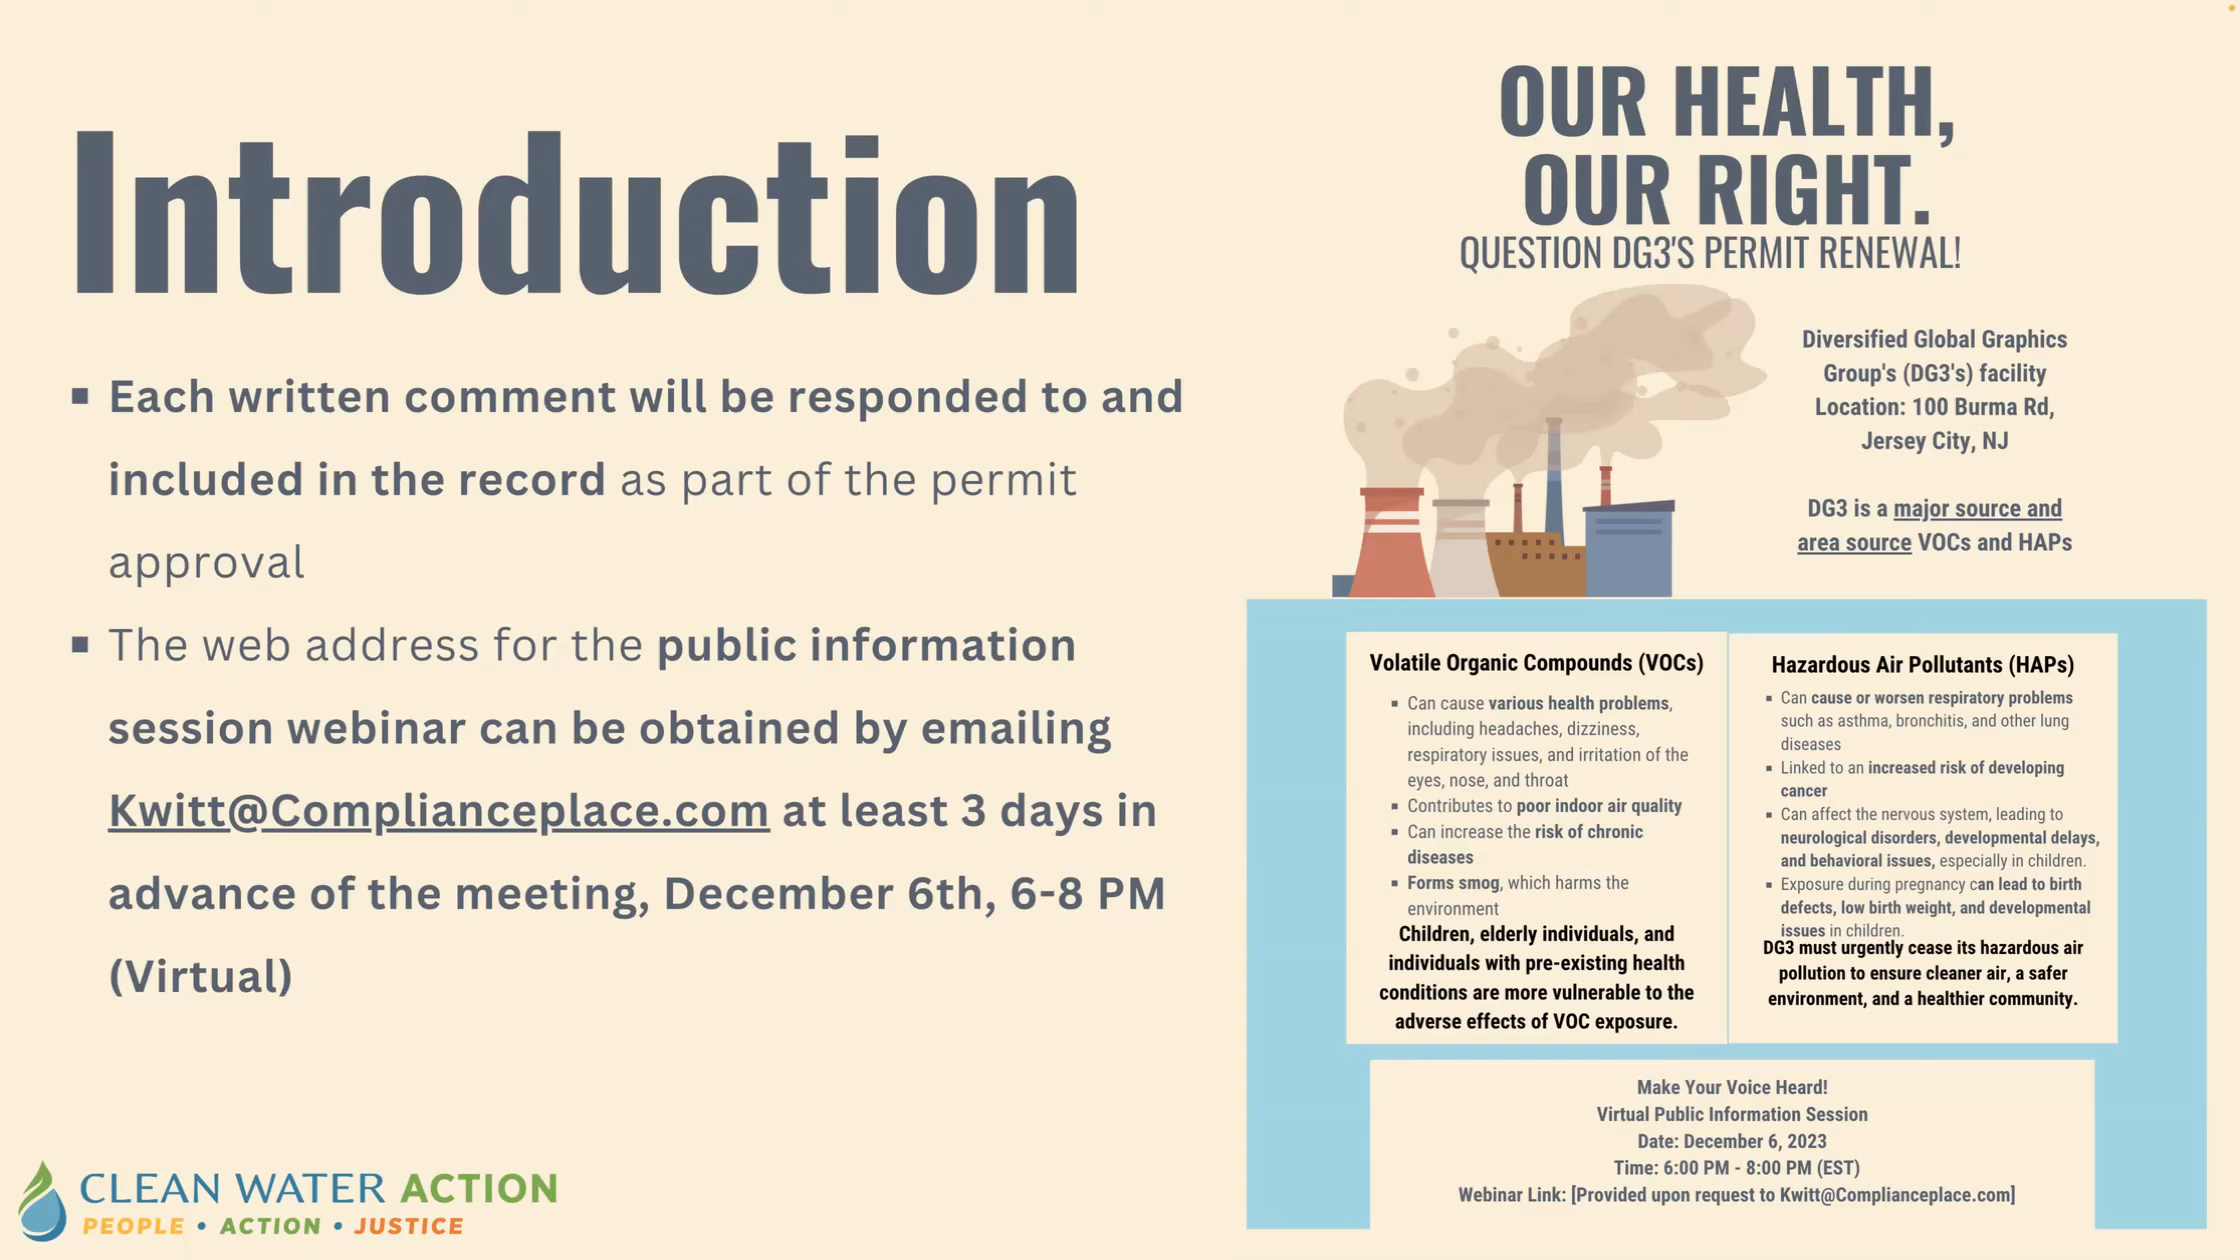 Introduction
▪ Each written comment will be responded to and
included in the record as part of the permit
approval
▪ The web address for the public information
session webinar can be obtained by emailing
Kwitt@Complianceplace.com at least 3 days in
advance of the meeting, December 6th, 6-8 PM
(Virtual)
CLEAN WATER ACTION
PEOPLE • ACTION • JUSTICE
OUR HEALTH,
OUR RIGHT.
QUESTION DG3'S PERMIT RENEWAL!
Diversified Global Graphics
Group's (DG3's) facility
Location: 100 Burma Rd,
Jersey City, NJ
DG3 is a major source and
area source VOCs and HAPs
Volatile Organic Compounds (VOCs)
▪ Can cause various health problems,
including headaches, dizziness,
respiratory issues, and irritation of the
eyes, nose, and throat
▪ Contributes to poor indoor air quality
▪ Can increase the risk of chronic
diseases
▪ Forms smog, which harms the
environment
Children, elderly individuals, and
individuals with pre-existing health
conditions are more vulnerable to the
adverse effects of VOC exposure.
Hazardous Air Pollutants (HAPs)
▪ Can cause or worsen respiratory problems
such as asthma, bronchitis, and other lung
diseases
▪ Linked to an increased risk of developing
cancer
▪ Can affect the nervous system, leading to
neurological disorders, developmental delays,
and behavioral issues, especially in children.
▪ Exposure during pregnancy can lead to birth
defects, low birth weight, and developmental
issues in children.
DG3 must urgently cease its hazardous air
pollution to ensure cleaner air, a safer
environment, and a healthier community.
Make Your Voice Heard!
Virtual Public Information Session
Date: December 6, 2023
Time: 6:00 PM - 8:00 PM (EST)
Webinar Link: [Provided upon request to Kwitt@Complianceplace.com]